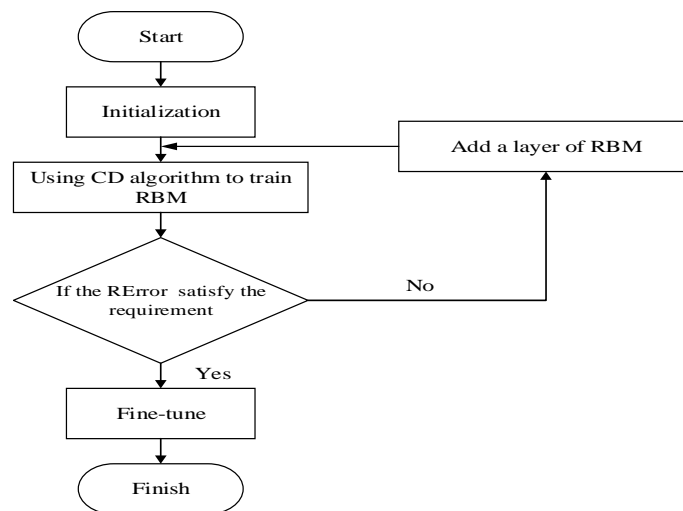 Start
Initialization
Add a layer of RBM
Using CD algorithm to train
RBM
If the RError satisfy the
requirement
No
Yes
Fine-tune
Finish